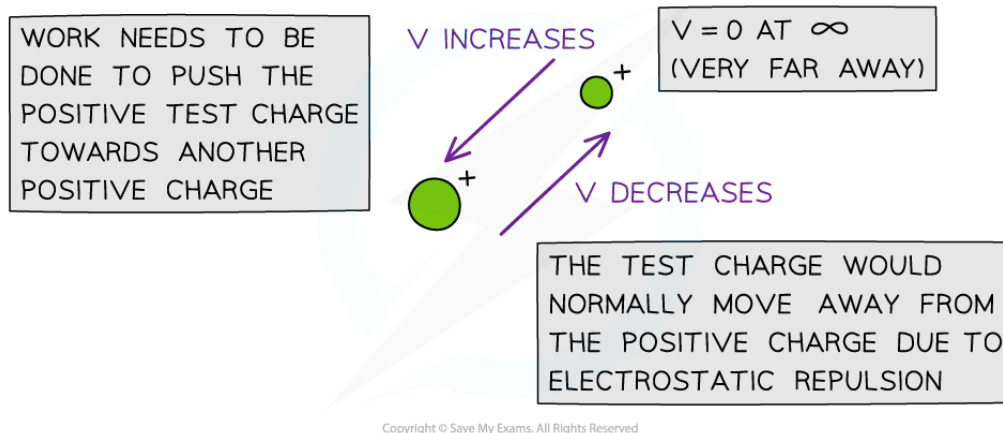 WORK NEEDS TO BE
DONE TO PUSH THE
POSITIVE TEST CHARGE
TOWARDS ANOTHER
POSITIVE CHARGE
V INCREASES
+
V = 0 AT ∞
(VERY FAR AWAY)
+
V DECREASES
THE TEST CHARGE WOULD
NORMALLY MOVE AWAY FROM
THE POSITIVE CHARGE DUE TO
ELECTROSTATIC REPULSION
Copyright © Save My Exams. All Rights Reserved